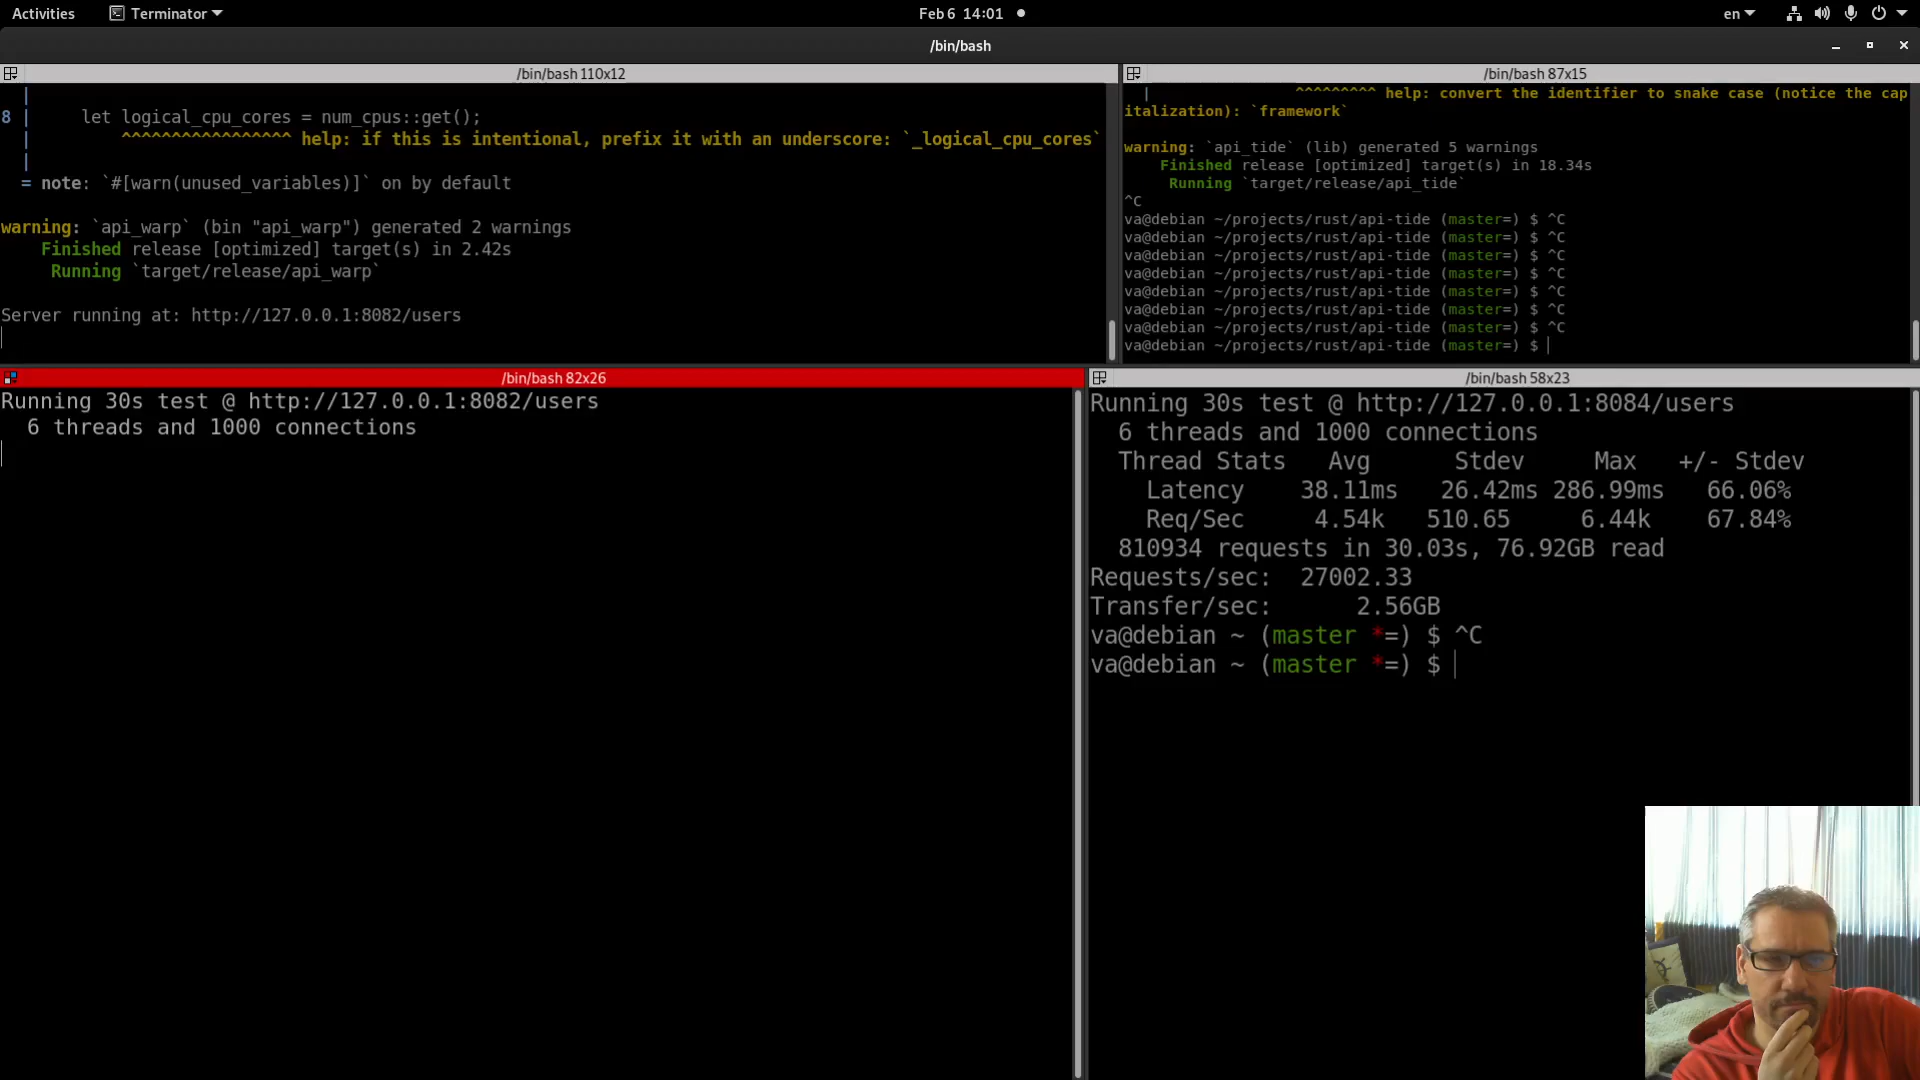 Activities
Terminator
Feb 6 14:01
en
/bin/bash
/bin/bash 110x12
|
8 |     let logical_cpu_cores = num_cpus::get();
|         ^^^^^^^^^^^^^^^^^ help: if this is intentional, prefix it with an underscore: `_logical_cpu_cores`
|
= note: `#[warn(unused_variables)]` on by default
warning: `api_warp` (bin "api_warp") generated 2 warnings
Finished release [optimized] target(s) in 2.42s
Running `target/release/api_warp`
Server running at: http://127.0.0.1:8082/users
/bin/bash 87x15
|               ^^^^^^^^^ help: convert the identifier to snake case (notice the cap
italization): `framework`
warning: `api_tide` (lib) generated 5 warnings
Finished release [optimized] target(s) in 18.34s
Running `target/release/api_tide`
^C
va@debian ~/projects/rust/api-tide (master=) $ ^C
va@debian ~/projects/rust/api-tide (master=) $ ^C
va@debian ~/projects/rust/api-tide (master=) $ ^C
va@debian ~/projects/rust/api-tide (master=) $ ^C
va@debian ~/projects/rust/api-tide (master=) $ ^C
va@debian ~/projects/rust/api-tide (master=) $ ^C
va@debian ~/projects/rust/api-tide (master=) $ ^C
va@debian ~/projects/rust/api-tide (master=) $
/bin/bash 82x26
Running 30s test @ http://127.0.0.1:8082/users
6 threads and 1000 connections
/bin/bash 58x23
Running 30s test @ http://127.0.0.1:8084/users
6 threads and 1000 connections
Thread Stats   Avg      Stdev     Max   +/- Stdev
Latency    38.11ms   26.42ms 286.99ms   66.06%
Req/Sec     4.54k   510.65     6.44k    67.84%
810934 requests in 30.03s, 76.92GB read
Requests/sec:  27002.33
Transfer/sec:      2.56GB
va@debian ~ (master *=) $ ^C
va@debian ~ (master *=) $